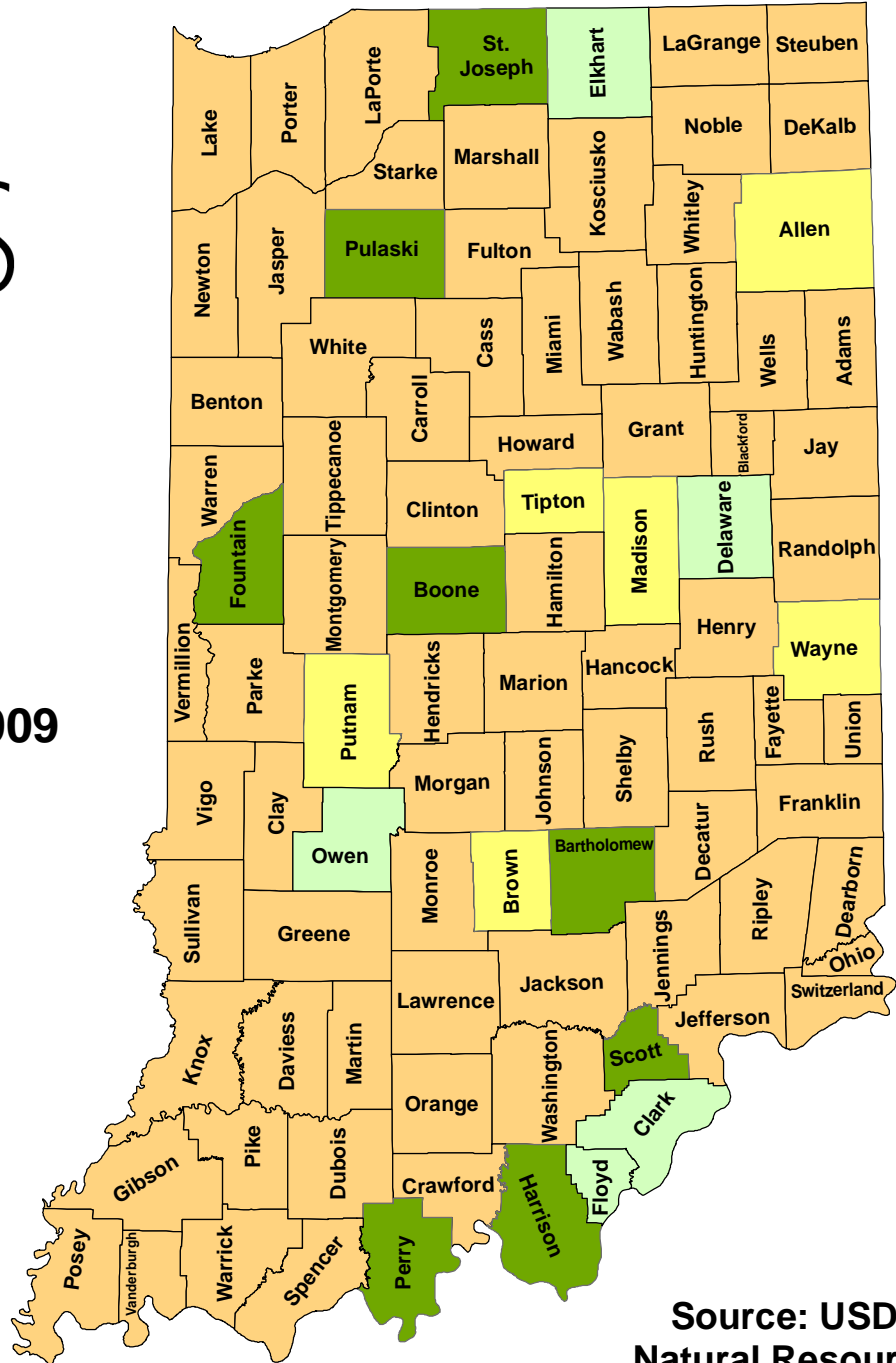 St.
Joseph
Elkhart
LaGrange
Steuben
Lake
Porter
LaPorte
Noble
DeKalb
Starke
Marshall
Kosciusko
Whitley
Allen
Newton
Jasper
Pulaski
Fulton
White
Cass
Miami
Wabash
Huntington
Wells
Adams
Benton
Carroll
Howard
Grant
Blackford
Jay
Warren
Tippecanoe
Clinton
Tipton
Madison
Delaware
Randolph
Fountain
Montgomery
Boone
Hamilton
Henry
Wayne
Vermillion
Parke
Putnam
Hendricks
Marion
Hancock
Rush
Fayette
Union
009
Vigo
Clay
Morgan
Johnson
Shelby
Decatur
Franklin
Owen
Monroe
Brown
Bartholomew
Sullivan
Greene
Jennings
Ripley
Dearborn
Ohio
Switzerland
Lawrence
Jackson
Jefferson
Knox
Daviess
Martin
Scott
Orange
Washington
Clark
Gibson
Pike
Dubois
Crawford
Harrison
Floyd
Posey
Vanderburgh
Warrick
Spencer
Perry
Source: USD
Natural Resour